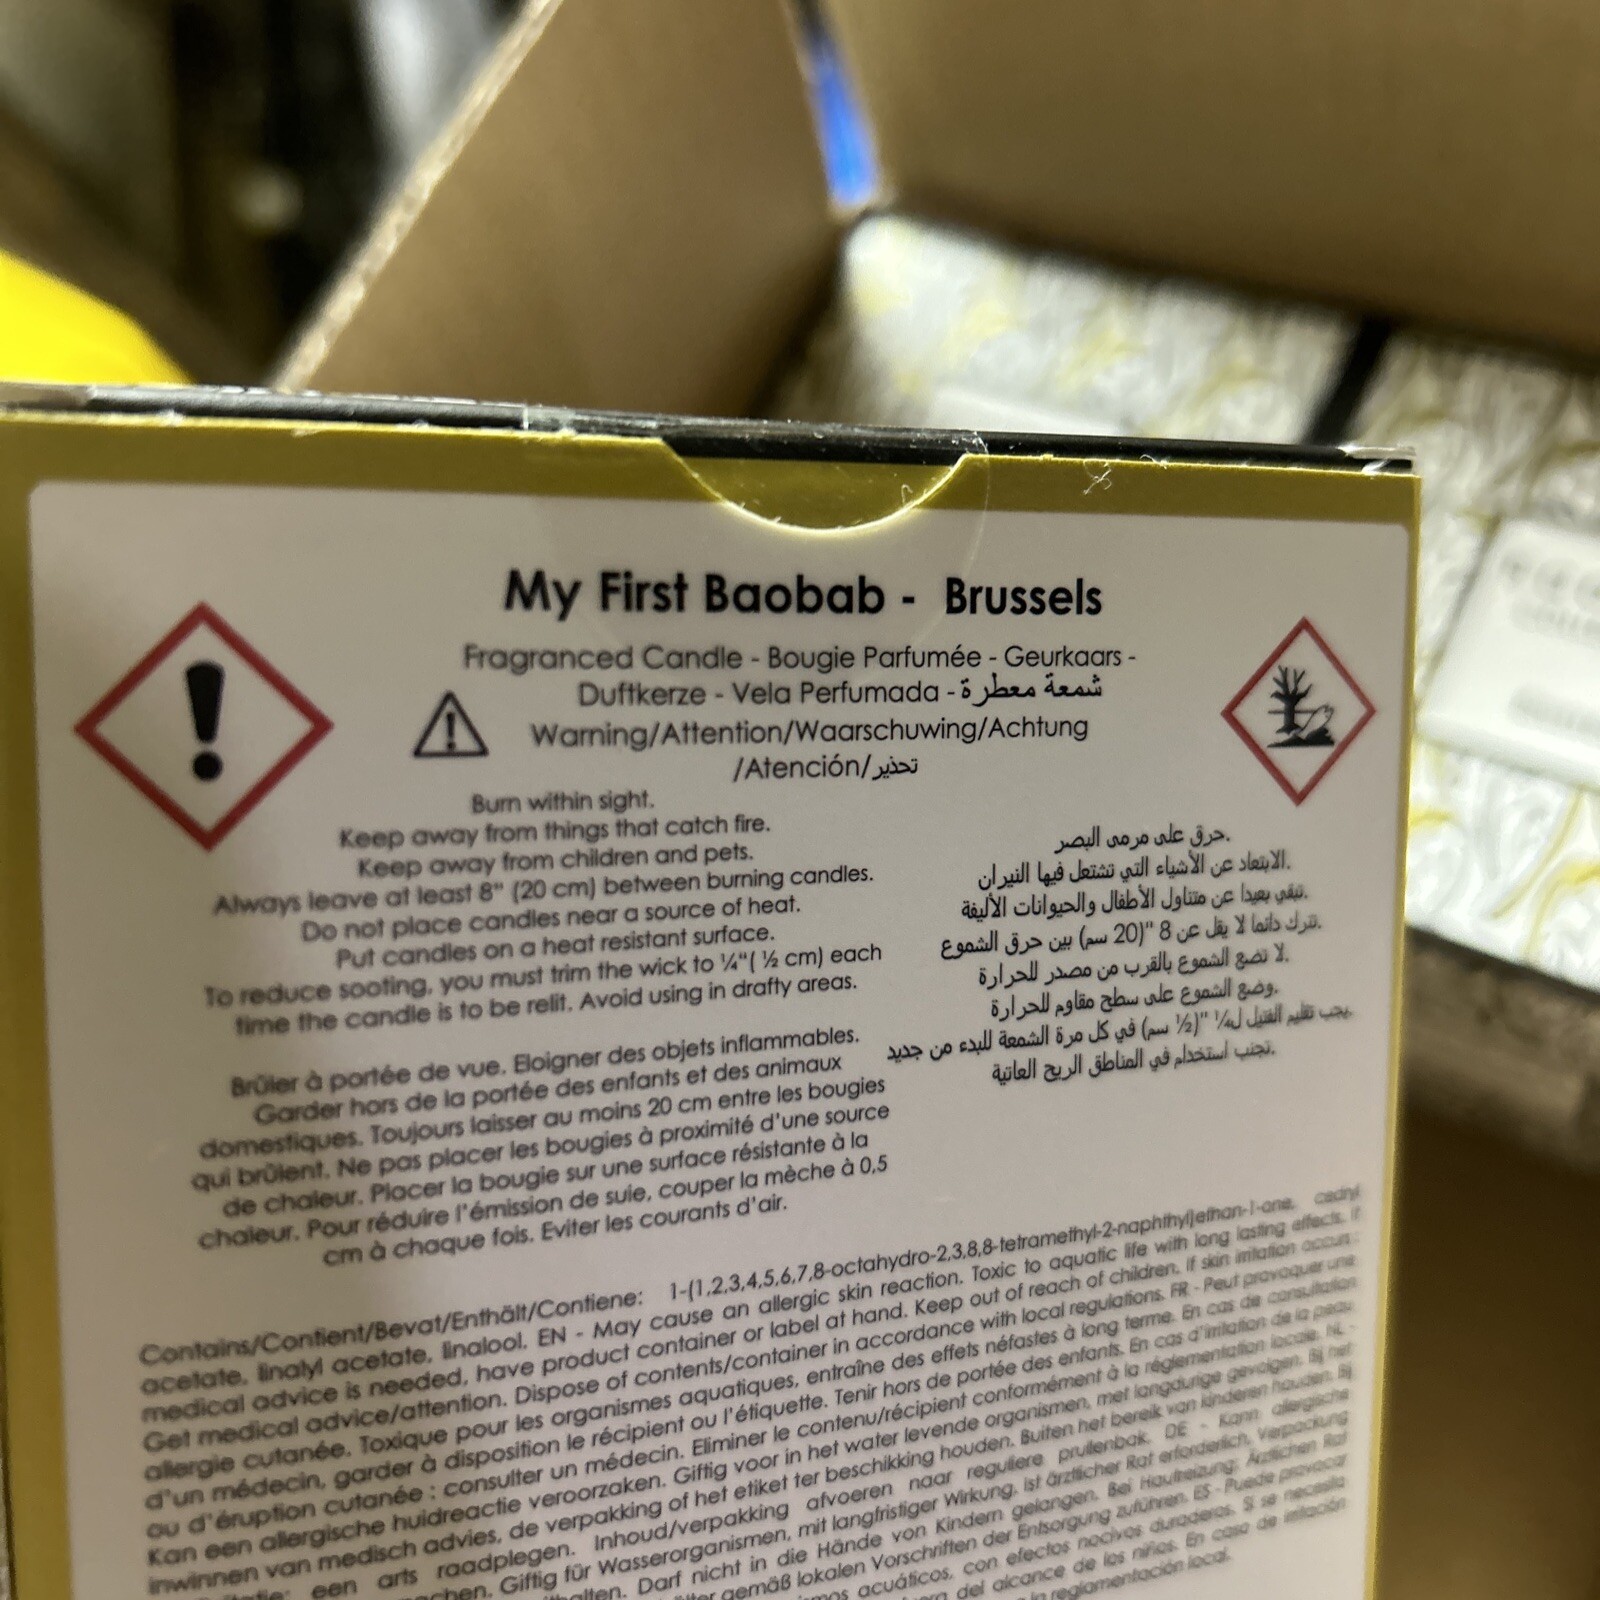 My First Baobab - Brussels
Fragranced Candle - Bougie Parfumée - Geurkaars -
Duftkerze - Vela Perfumada - شمعة معطرة
Warning/Attention/Waarschuwing/Achtung
/Atención/تحذير
Burn within sight.
Keep away from things that catch fire.
Keep away from children and pets.
Always leave at least 8" (20 cm) between burning candles.
Do not place candles near a source of heat.
Put candles on a heat resistant surface.
To reduce sooting, you must trim the wick to ¼"( ½ cm) each
time the candle is to be relit. Avoid using in drafty areas.
Brûler à portée de vue. Eloigner des objets inflammables.
Garder hors de la portée des enfants et des animaux
domestiques. Toujours laisser au moins 20 cm entre les bougies
qui brûlent. Ne pas placer les bougies à proximité d'une source
de chaleur. Placer la bougie sur une surface résistante à la
chaleur. Pour réduire l'émission de suie, couper la mèche à 0,5
cm à chaque fois. Eviter les courants d'air.
حرق على مرمى البصر.
الابتعاد عن الأشياء التي تشتعل فيها النيران.
تبقي بعيدا عن متناول الأطفال والحيوانات الأليفة.
تترك دائما لا يقل عن 8 "(20 سم) بين حرق الشموع.
لا تضع الشموع بالقرب من مصدر للحرارة.
وضع الشموع على سطح مقاوم للحرارة.
يجب تقليم الفتيل ل¼ "(½ سم) في كل مرة الشمعة للبدء من جديد.
تجنب استخدام في المناطق الريح العاتية.
Contains/Contient/Bevat/Enthält/Contiene: 1-(1,2,3,4,5,6,7,8-octahydro-2,3,8,8-tetramethyl-2-naphthyl)ethan-1-one, cedryl
acetate, linalyl acetate, linalool. EN - May cause an allergic skin reaction. Toxic to aquatic life with long lasting effects. If
medical advice is needed, have product container or label at hand. Keep out of reach of children. If skin irritation occurs :
Get medical advice/attention. Dispose of contents/container in accordance with local regulations. FR - Peut provoquer une
allergie cutanée. Toxique pour les organismes aquatiques, entraîne des effets néfastes à long terme. En cas de consultation
d'un médecin, garder à disposition le récipient ou l'étiquette. Tenir hors de portée des enfants. En cas d'irritation de la peau
ou d'éruption cutanée : consulter un médecin. Eliminer le contenu/récipient conformément à la réglementation locale. NL -
Kan een allergische huidreactie veroorzaken. Giftig voor in het water levende organismen, met langdurige gevolgen. Bij het
inwinnen van medisch advies, de verpakking of het etiket ter beschikking houden. Buiten het bereik van kinderen houden. Bij
een arts raadplegen. Inhoud/verpakking afvoeren naar reguliere prullenbak. DE - Kann allergische
Giftig für Wasserorganismen, mit langfristiger Wirkung. Ist ärztlicher Rat erforderlich, Verpackung
Darf nicht in die Hände von Kindern gelangen. Bei Hautreizung: Ärztlichen Rat
gemäß lokalen Vorschriften der Entsorgung zuführen. ES - Puede provocar
acuáticos, con efectos nocivos duraderos. Si se necesita
del alcance de los niños. En caso de irritación
reglamentación local.